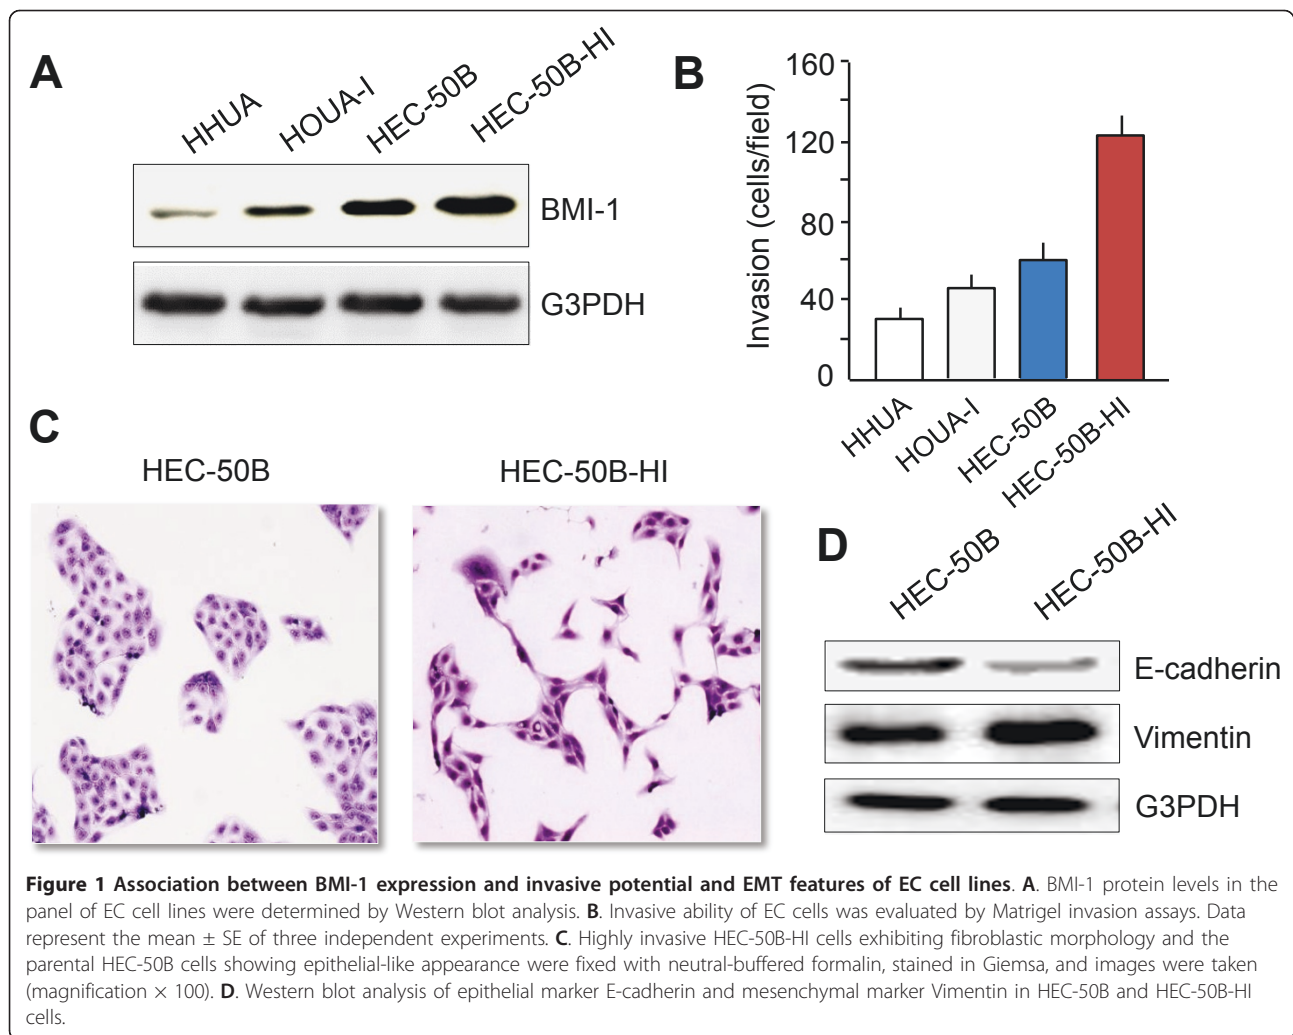 A
HHUA
HOUA-I
HEC-50B
HEC-50B-HI
BMI-1
G3PDH
B
Invasion (cells/field)
160
120
80
40
0
HHUA
HOUA-I
HEC-50B
HEC-50B-HI
C
HEC-50B
HEC-50B-HI
D
HEC-50B
HEC-50B-HI
E-cadherin
Vimentin
G3PDH
Figure 1 Association between BMI-1 expression and invasive potential and EMT features of EC cell lines. A. BMI-1 protein levels in the
panel of EC cell lines were determined by Western blot analysis. B. Invasive ability of EC cells was evaluated by Matrigel invasion assays. Data
represent the mean ± SE of three independent experiments. C. Highly invasive HEC-50B-HI cells exhibiting fibroblastic morphology and the
parental HEC-50B cells showing epithelial-like appearance were fixed with neutral-buffered formalin, stained in Giemsa, and images were taken
(magnification × 100). D. Western blot analysis of epithelial marker E-cadherin and mesenchymal marker Vimentin in HEC-50B and HEC-50B-HI
cells.